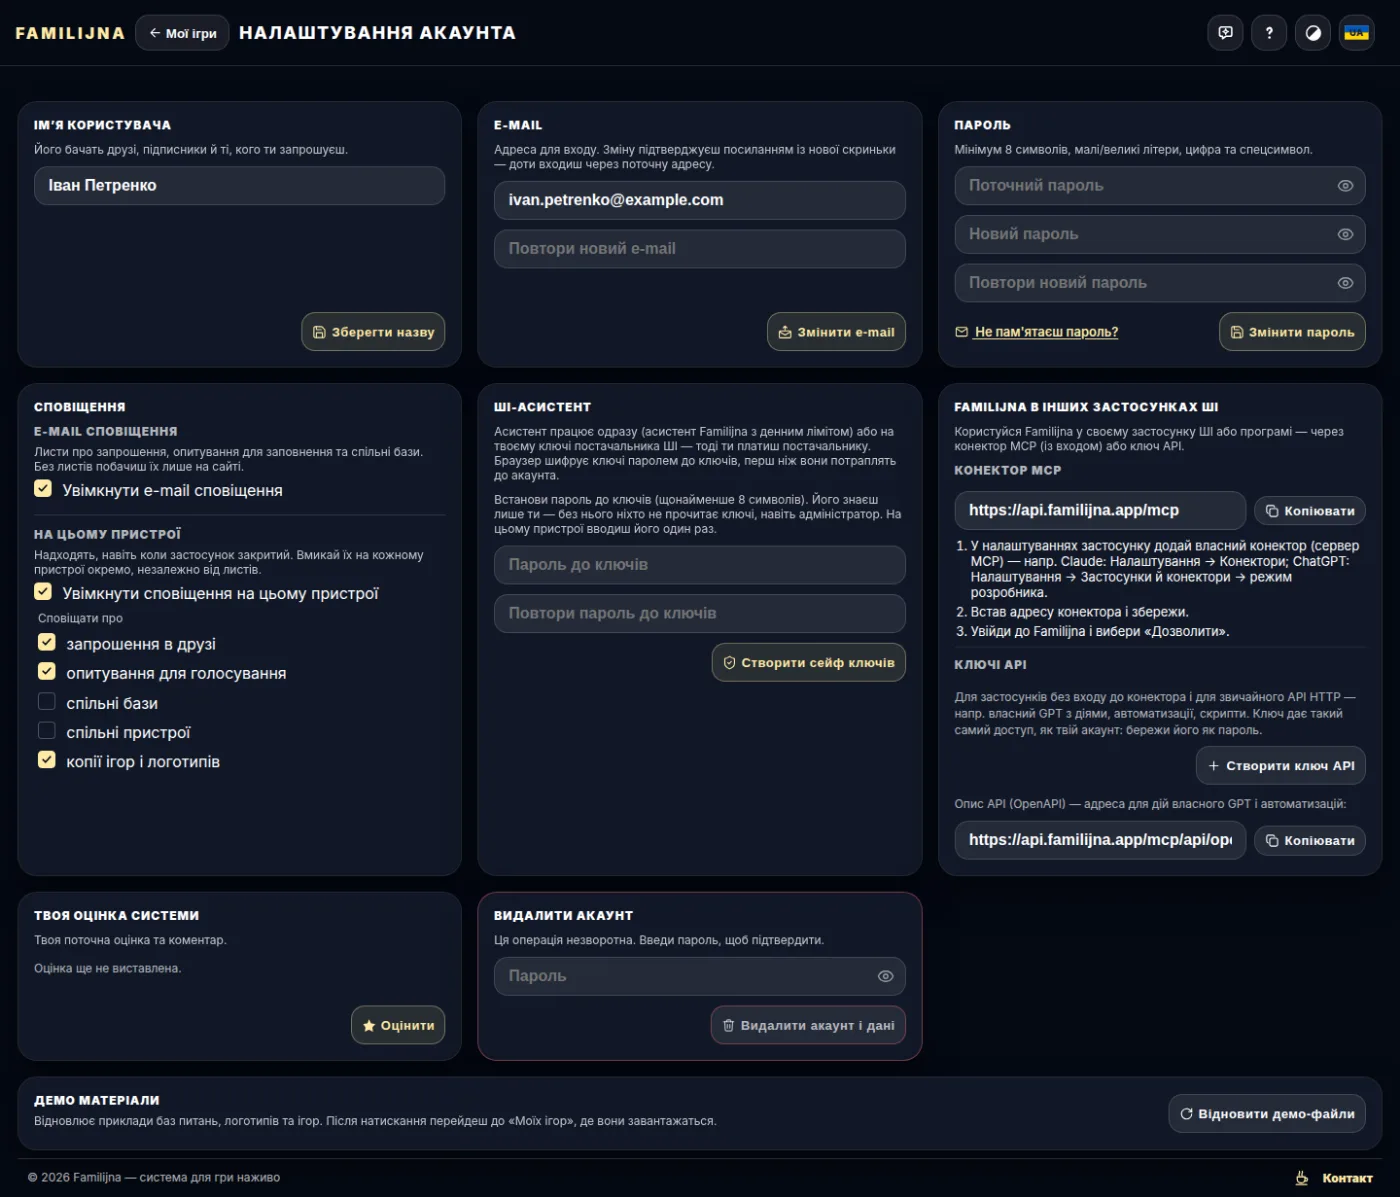 FAMILIJNA
← Мої ігри
НАЛАШТУВАННЯ АКАУНТА
?
UA
ІМ'Я КОРИСТУВАЧА
Його бачать друзі, підписники й ті, кого ти запрошуєш.
Іван Петренко
Зберегти назву
E-MAIL
Адреса для входу. Зміну підтверджуєш посиланням із нової скриньки
— доти входиш через поточну адресу.
ivan.petrenko@example.com
Повтори новий e-mail
Змінити e-mail
ПАРОЛЬ
Мінімум 8 символів, малі/великі літери, цифра та спецсимвол.
Поточний пароль
Новий пароль
Повтори новий пароль
Не пам'ятаєш пароль?
Змінити пароль
СПОВІЩЕННЯ
E-MAIL СПОВІЩЕННЯ
Листи про запрошення, опитування для заповнення та спільні бази.
Без листів побачиш їх лише на сайті.
Увімкнути e-mail сповіщення
НА ЦЬОМУ ПРИСТРОЇ
Надходять, навіть коли застосунок закритий. Вмикай їх на кожному
пристрої окремо, незалежно від листів.
Увімкнути сповіщення на цьому пристрої
Сповіщати про
запрошення в друзі
опитування для голосування
спільні бази
спільні пристрої
копії ігор і логотипів
ШІ-АСИСТЕНТ
Асистент працює одразу (асистент Familijna з денним лімітом) або на
твоєму ключі постачальника ШІ — тоді ти платиш постачальнику.
Браузер шифрує ключі паролем до ключів, перш ніж вони потраплять
до акаунта.
Встанови пароль до ключів (щонайменше 8 символів). Його знаєш
лише ти — без нього ніхто не прочитає ключі, навіть адміністратор. На
цьому пристрої вводиш його один раз.
Пароль до ключів
Повтори пароль до ключів
Створити сейф ключів
FAMILIJNA В ІНШИХ ЗАСТОСУНКАХ ШІ
Користуйся Familijna у своєму застосунку ШІ або програмі — через
конектор MCP (із входом) або ключ API.
КОНЕКТОР MCP
https://api.familijna.app/mcp
Копіювати
1. У налаштуваннях застосунку додай власний конектор (сервер
MCP) — напр. Claude: Налаштування → Конектори; ChatGPT:
Налаштування → Застосунки й конектори → режим
розробника.
2. Встав адресу конектора і збережи.
3. Увійди до Familijna і вибери «Дозволити».
КЛЮЧІ API
Для застосунків без входу до конектора і для звичайного API HTTP —
напр. власний GPT з діями, автоматизації, скрипти. Ключ дає такий
самий доступ, як твій акаунт: бережи його як пароль.
+ Створити ключ API
Опис API (OpenAPI) — адреса для дій власного GPT і автоматизацій:
https://api.familijna.app/mcp/api/ope
Копіювати
ТВОЯ ОЦІНКА СИСТЕМИ
Твоя поточна оцінка та коментар.
Оцінка ще не виставлена.
Оцінити
ВИДАЛИТИ АКАУНТ
Ця операція незворотна. Введи пароль, щоб підтвердити.
Пароль
Видалити акаунт і дані
ДЕМО МАТЕРІАЛИ
Відновлює приклади баз питань, логотипів та ігор. Після натискання перейдеш до «Моїх ігор», де вони завантажаться.
Відновити демо-файли
© 2026 Familijna — система для гри наживо
Контакт